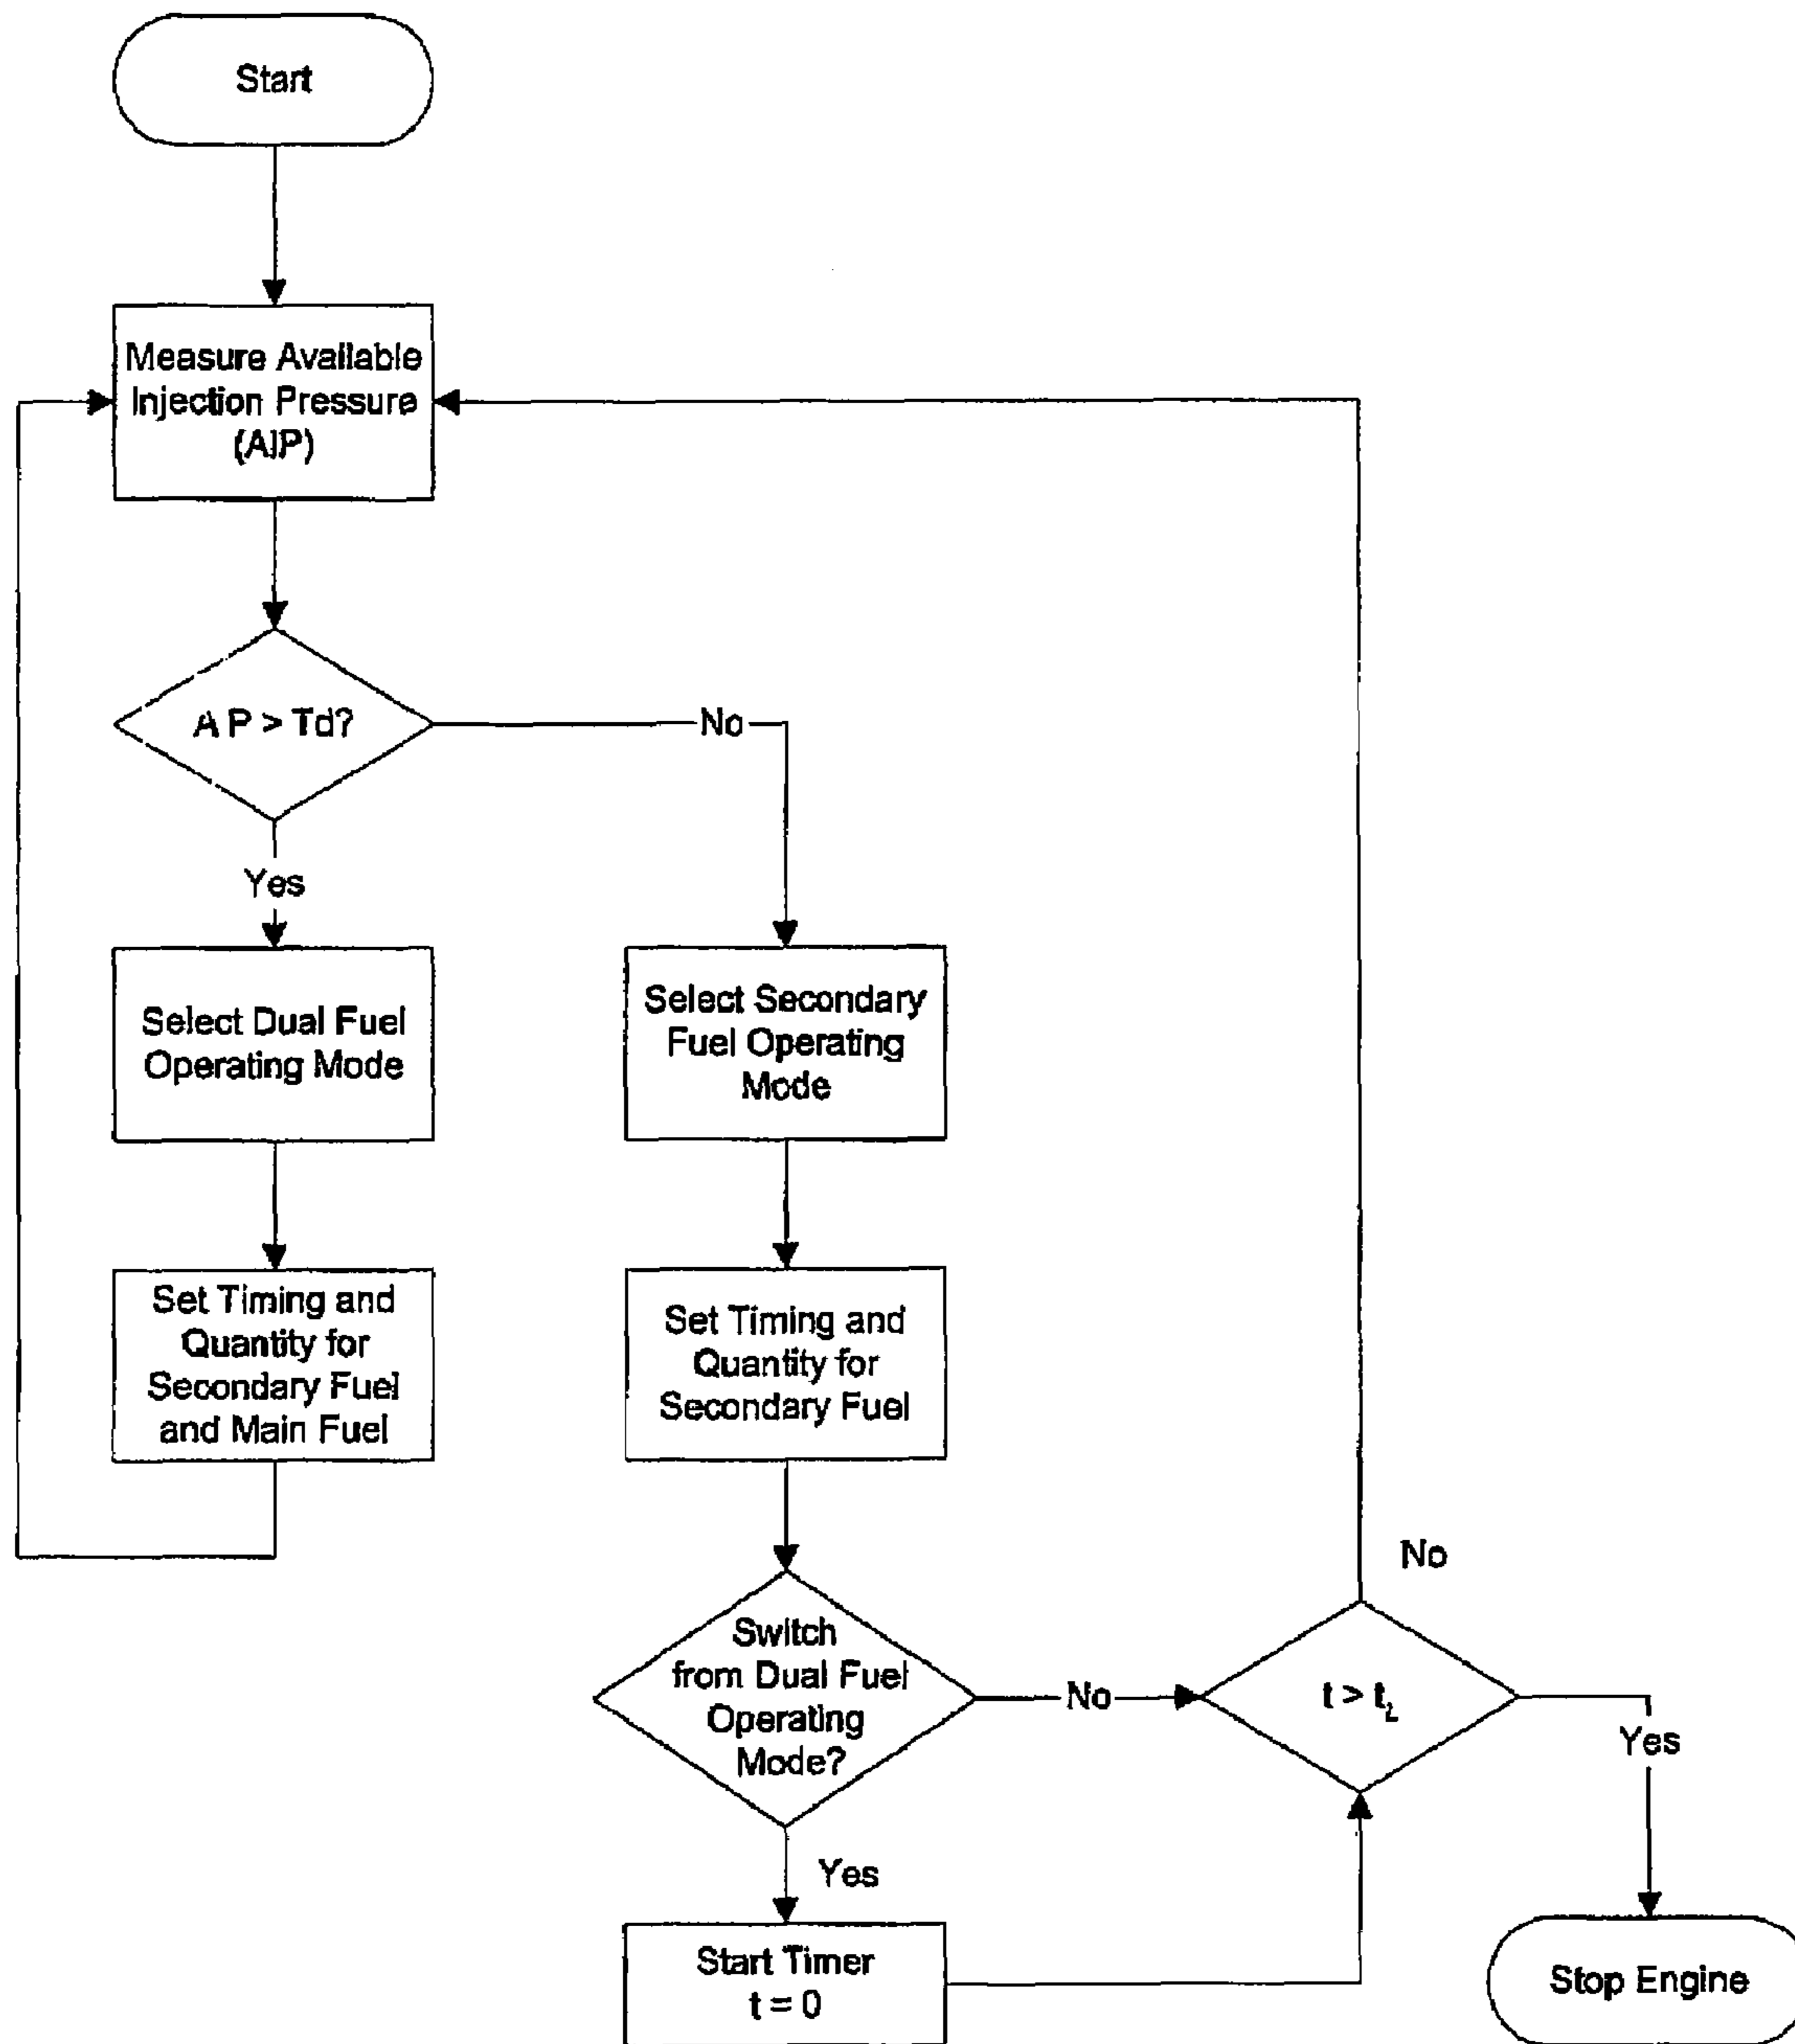 Start
Measure Available
Injection Pressure
(AIP)
A P > Td?
No
Yes
Select Dual Fuel
Operating Mode
Select Secondary
Fuel Operating
Mode
Set Timing and
Quantity for
Secondary Fuel
and Main Fuel
Set Timing and
Quantity for
Secondary Fuel
Switch
from Dual Fuel
Operating
Mode?
No
t > t_L
No
Yes
Yes
Start Timer
t = 0
Stop Engine